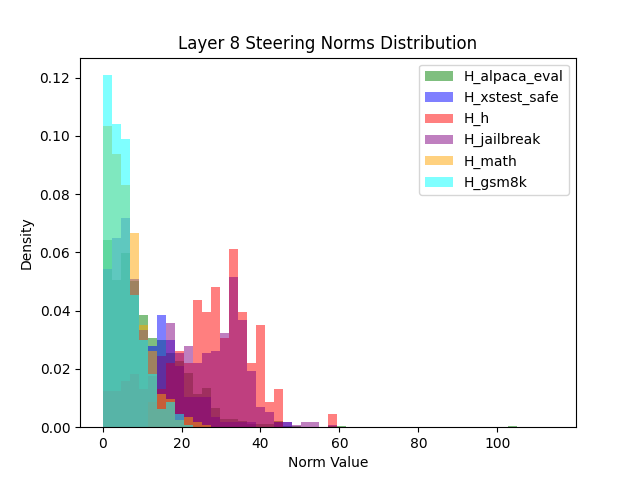 Layer 8 Steering Norms Distribution
H_alpaca_eval
H_xstest_safe
H_h
H_jailbreak
H_math
H_gsm8k
0.12
0.10
0.08
0.06
0.04
0.02
0.00
Density
0 20 40 60 80 100
Norm Value